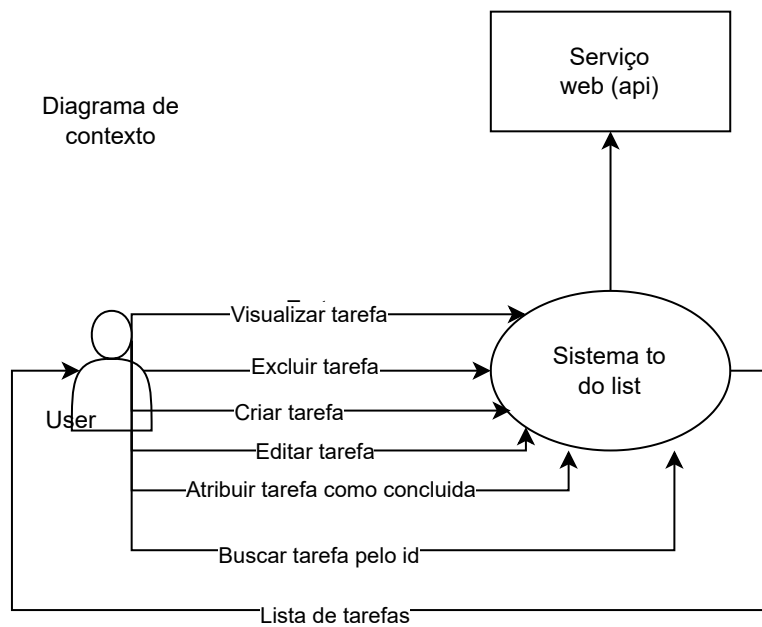 Serviço
web (api)
Diagrama de
contexto
Visualizar tarefa
Excluir tarefa
Sistema to
do list
Criar tarefa
User
Editar tarefa
Atribuir tarefa como concluida
Buscar tarefa pelo id
Lista de tarefas